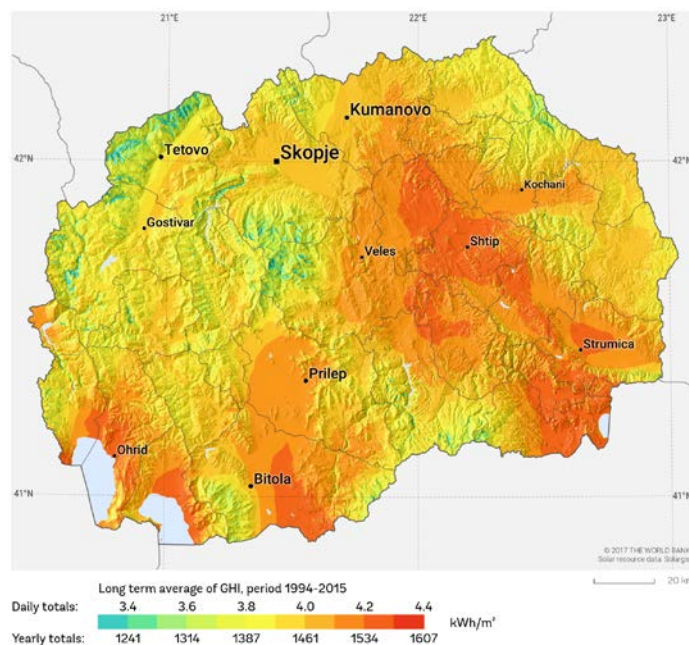 21°E 22°E 23°E
Kumanovo
42°N Tetovo Skopje 42°N
Kochani
Gostivar
Veles Shtip
Strumica
Prilep
Ohrid
41°N Bitola 41°N
© 2017 THE WORLD BANK
Solar resource data: Solargis
20 km
Long term average of GHI, period 1994-2015
Daily totals: 3.4 3.6 3.8 4.0 4.2 4.4
kWh/m²
Yearly totals: 1241 1314 1387 1461 1534 1607